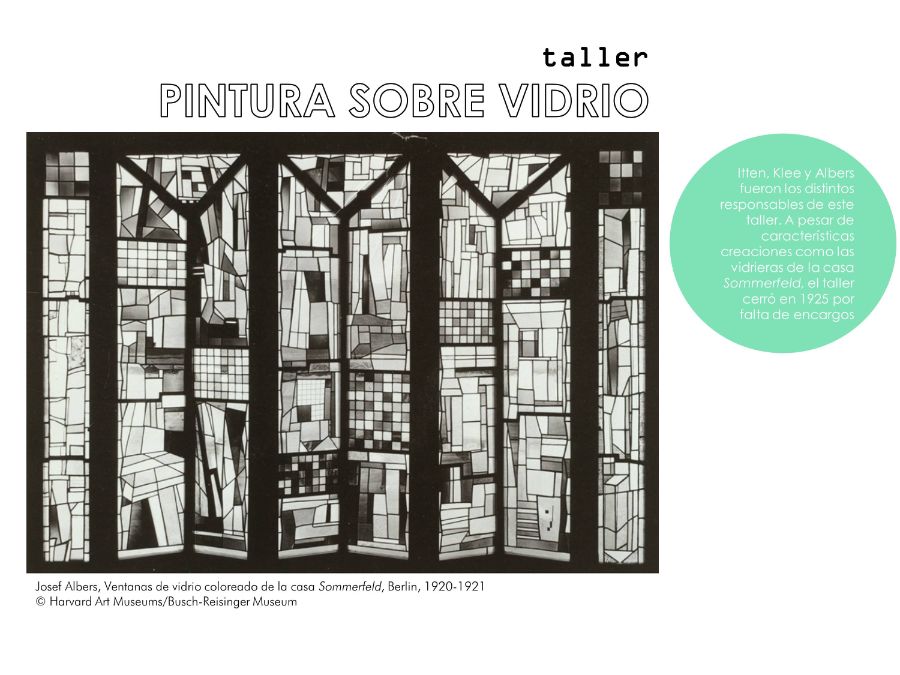 taller
PINTURA SOBRE VIDRIO
Itten, Klee y Albers
fueron los distintos
responsables de este
taller. A pesar de
características
creaciones como las
vidrieras de la casa
Sommerfeld, el taller
cerró en 1925 por
falta de encargos
Josef Albers, Ventanas de vidrio coloreado de la casa Sommerfeld, Berlin, 1920-1921
© Harvard Art Museums/Busch-Reisinger Museum